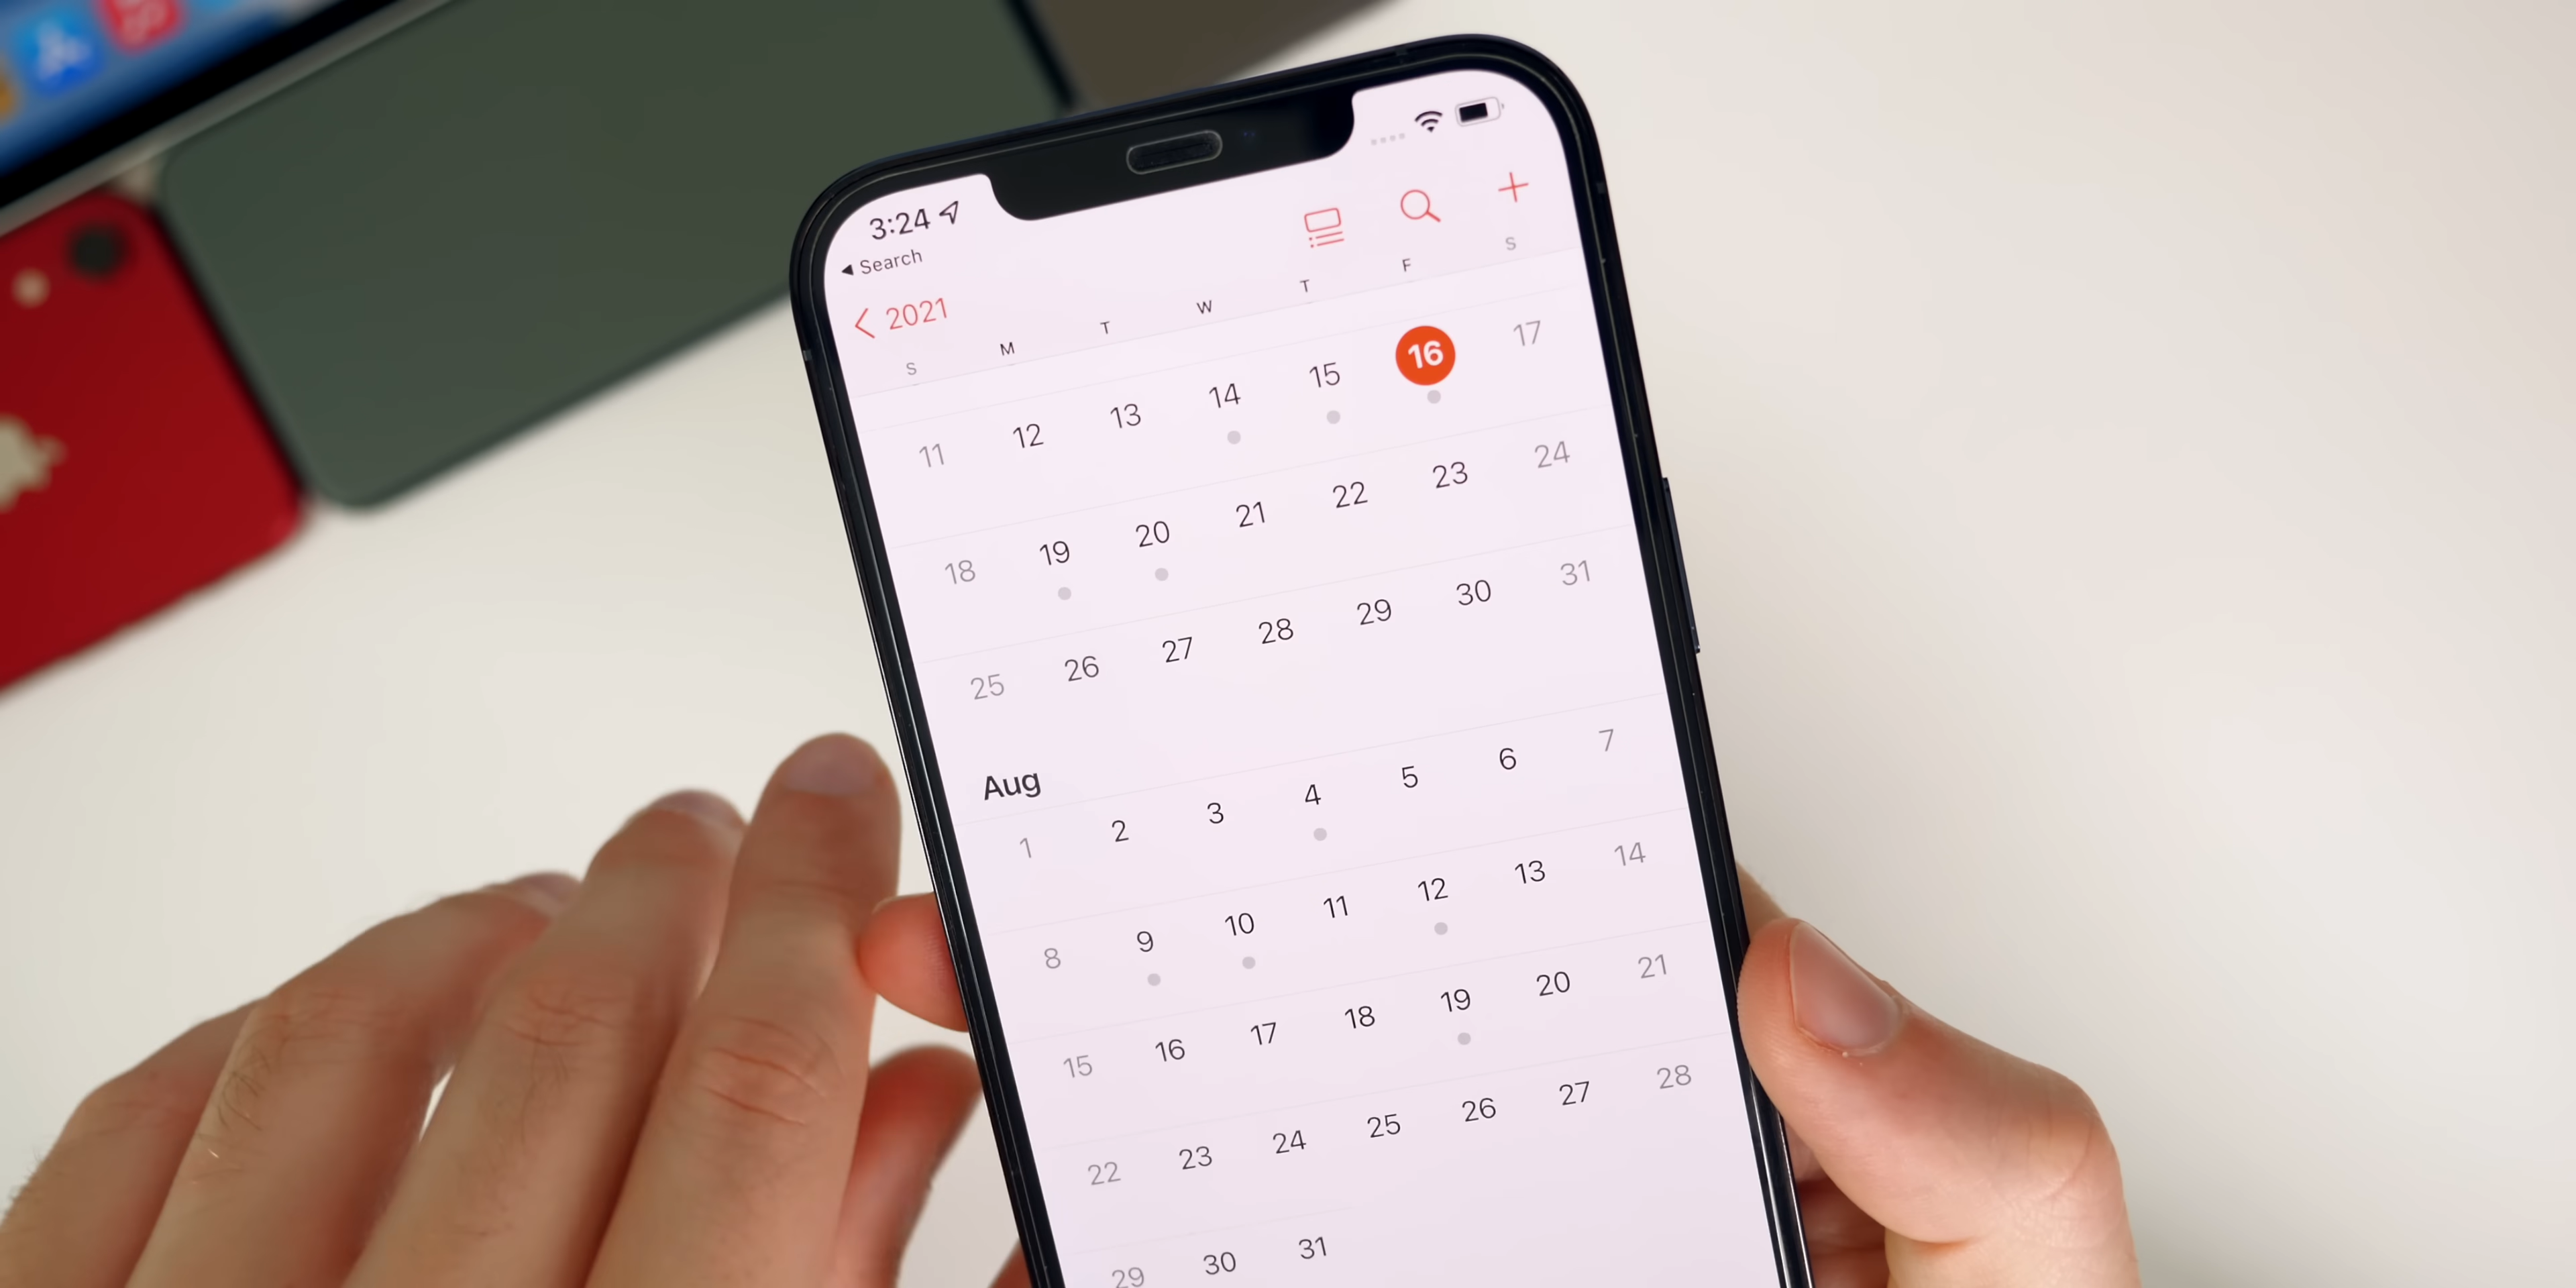 3:24
Search
2021
S M T W T F S
11 12 13 14 15 16 17
18 19 20 21 22 23 24
25 26 27 28 29 30 31
Aug
1 2 3 4 5 6 7
8 9 10 11 12 13 14
15 16 17 18 19 20 21
22 23 24 25 26 27 28
29 30 31